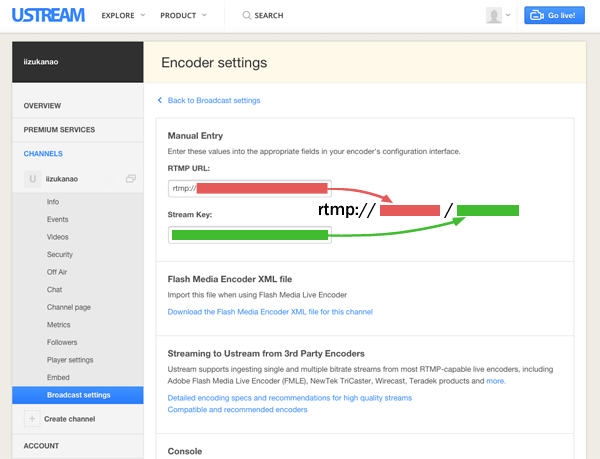 USTREAM
EXPLORE
PRODUCT
SEARCH
Go live!
iizukanao
OVERVIEW
PREMIUM SERVICES
CHANNELS
U
iizukanao
Info
Events
Videos
Security
Off Air
Chat
Channel page
Metrics
Followers
Player settings
Embed
Broadcast settings
Create channel
ACCOUNT
Encoder settings
Back to Broadcast settings
Manual Entry
Enter these values into the appropriate fields in your encoder's configuration interface.
RTMP URL:
rtmp://
rtmp:// /
Stream Key:
Flash Media Encoder XML file
Import this file when using Flash Media Live Encoder
Download the Flash Media Encoder XML file for this channel
Streaming to Ustream from 3rd Party Encoders
Ustream supports ingesting single and multiple bitrate streams from most RTMP-capable live encoders, including
Adobe Flash Media Live Encoder (FMLE), NewTek TriCaster, Wirecast, Teradek products and more.
Detailed encoding specs and recommendations for high quality streams
Compatible and recommended encoders
Console